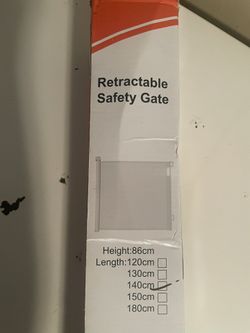 Retractable
Safety Gate
Height:86cm
Length:120cm
130cm
140cm
150cm
180cm